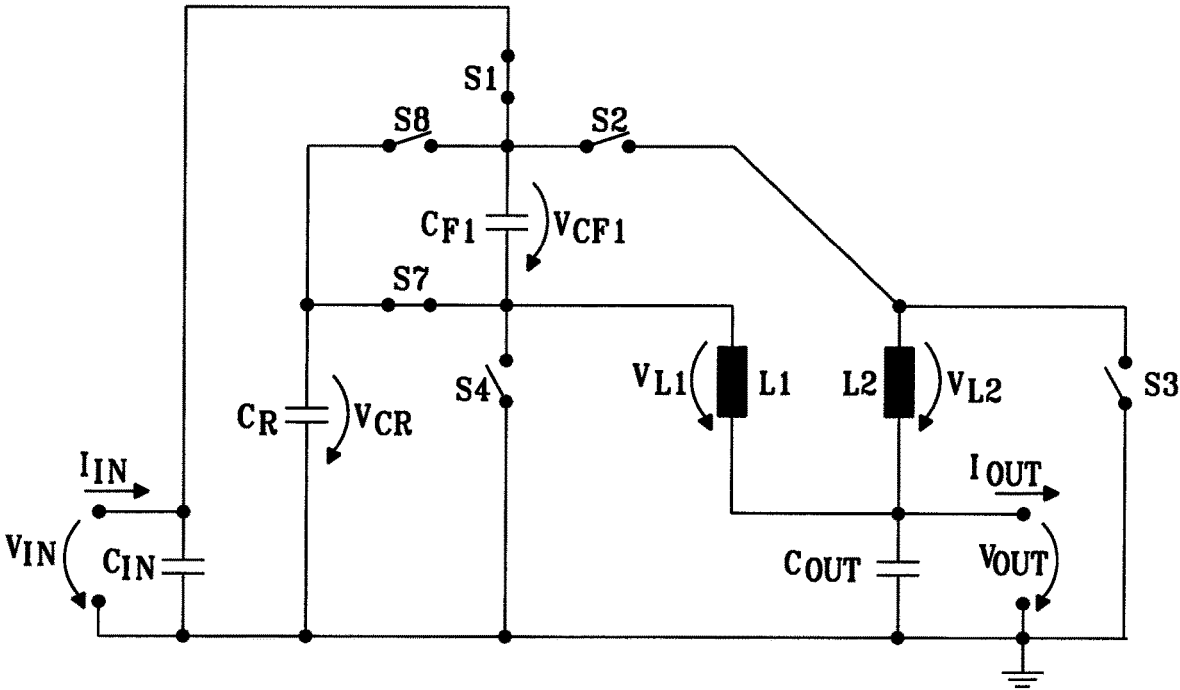 S1
S8
S2
CF1
VCF1
S7
VL1
L1
L2
VL2
S3
S4
CR
VCR
IIN
IOUT
VIN
CIN
COUT
VOUT